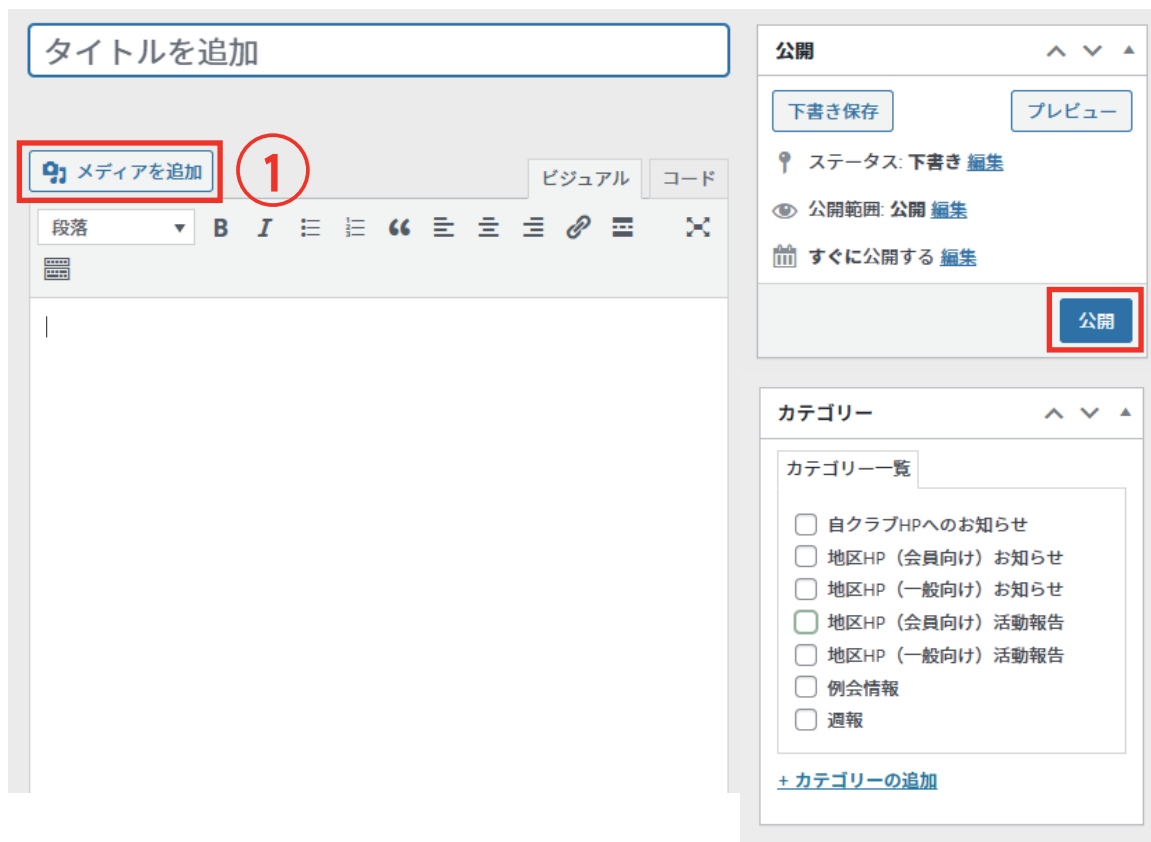 タイトルを追加
メディアを追加
①
ビジュアル
コード
段落
B I
公開
下書き保存
プレビュー
ステータス: 下書き 編集
公開範囲: 公開 編集
すぐに公開する 編集
公開
カテゴリー
カテゴリー一覧
自クラブHPへのお知らせ
地区HP（会員向け）お知らせ
地区HP（一般向け）お知らせ
地区HP（会員向け）活動報告
地区HP（一般向け）活動報告
例会情報
週報
+ カテゴリーの追加